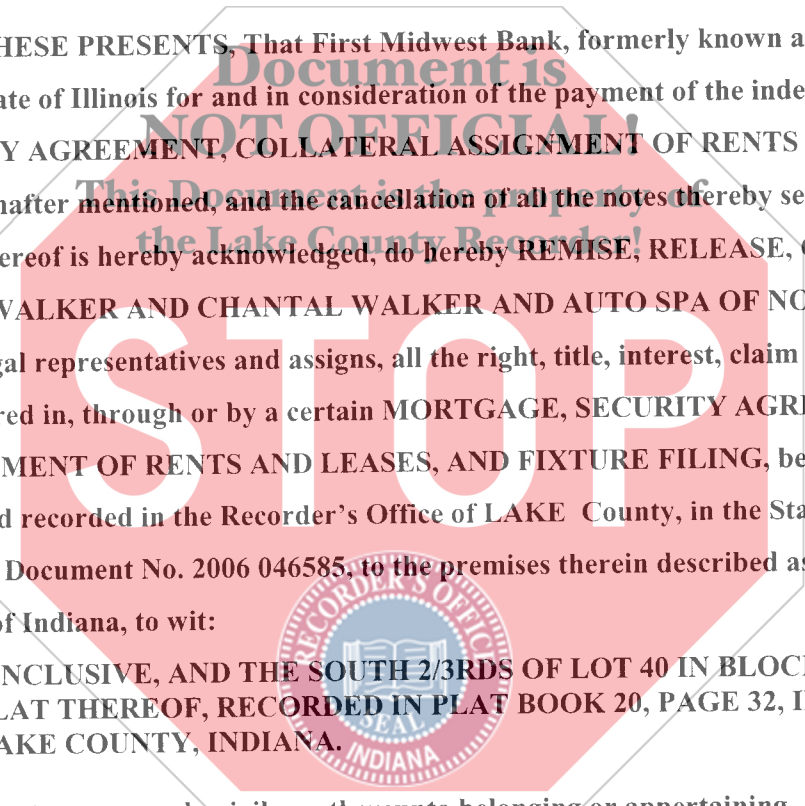 HESE PRESENTS, That First Midwest Bank, formerly known a
Document is
ate of Illinois for and in consideration of the payment of the inde
NOT OFFICIAL!
Y AGREEMENT, COLLATERAL ASSIGNMENT OF RENTS
This Document is the property of
nafter mentioned, and the cancellation of all the notes thereby se
the Lake County Recorder!
ereof is hereby acknowledged, do hereby REMISE, RELEASE,
WALKER AND CHANTAL WALKER AND AUTO SPA OF NO
STOP
gal representatives and assigns, all the right, title, interest, claim
red in, through or by a certain MORTGAGE, SECURITY AGRE
MENT OF RENTS AND LEASES, AND FIXTURE FILING, be
d recorded in the Recorder's Office of LAKE County, in the Sta
Document No. 2006 046585, to the premises therein described as
of Indiana, to wit:
RECORDER'S OFFICE
NCLUSIVE, AND THE SOUTH 2/3RDS OF LOT 40 IN BLOC
LAT THEREOF, RECORDED IN PLAT BOOK 20, PAGE 32, I
SEAL
AKE COUNTY, INDIANA.
INDIANA
belonging or appertaining